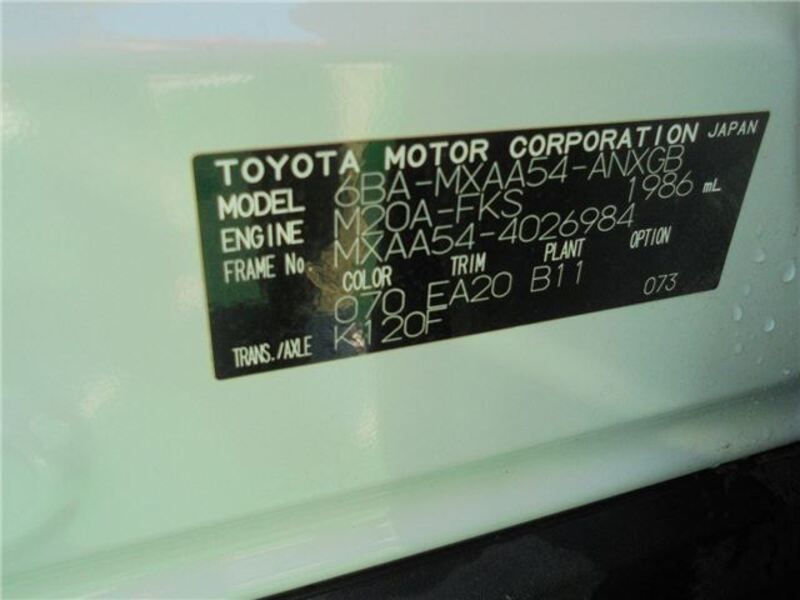 TOYOTA MOTOR CORPORATION JAPAN
MODEL 6BA-MXAA54-ANXGB
ENGINE M20A-FKS 1986 mL
FRAME No MXAA54-4026984
COLOR TRIM PLANT OPTION
070 EA20 B11 073
TRANS./AXLE K120F